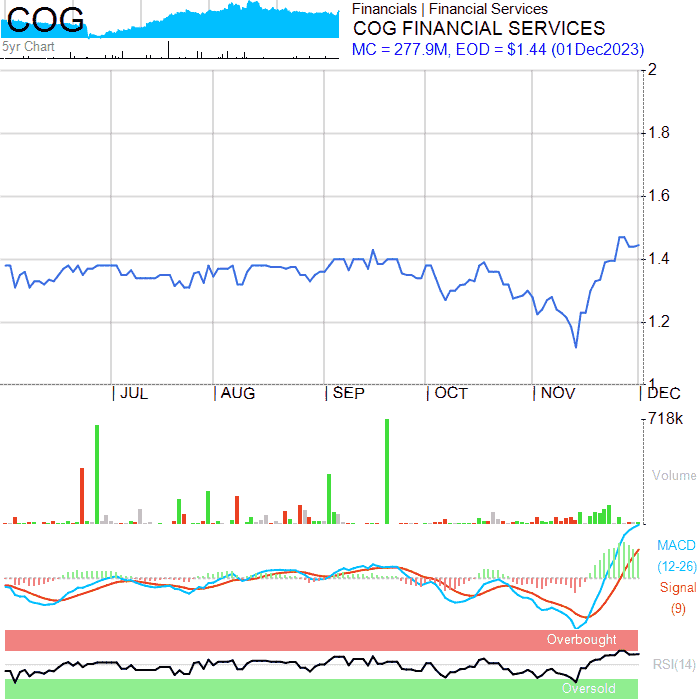 COG
5yr Chart
Financials | Financial Services
COG FINANCIAL SERVICES
MC = 277.9M, EOD = $1.44 (01Dec2023)
2
1.8
1.6
1.4
1.2
1
JUL AUG SEP OCT NOV DEC
718k
Volume
MACD
(12-26)
Signal
(9)
Overbought
RSI(14)
Oversold